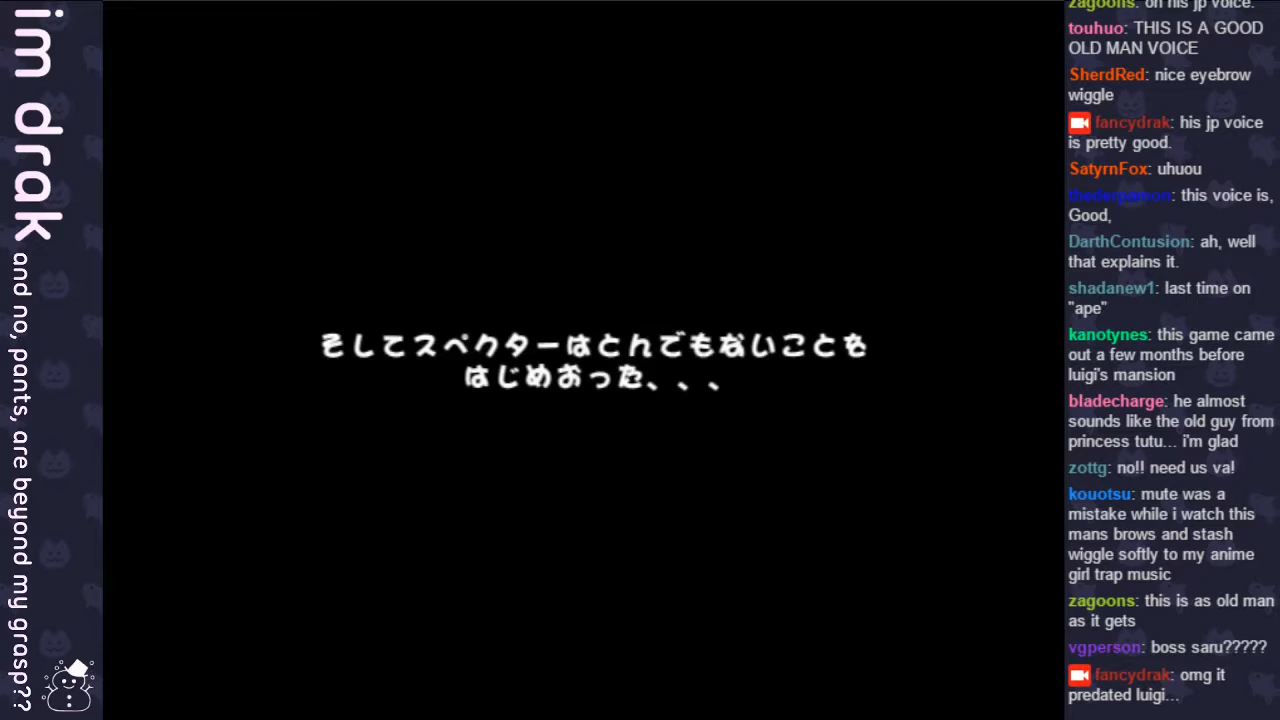 im drak and no, pants, are beyond my grasp??
そしてスペクターはとんでもないことを
はじめおった、、、
zagoons: on his jp voice.
touhuo: THIS IS A GOOD
OLD MAN VOICE
SherdRed: nice eyebrow
wiggle
fancydrak: his jp voice
is pretty good.
SatyrnFox: uhuou
thederpamon: this voice is,
Good,
DarthContusion: ah, well
that explains it.
shadanew1: last time on
"ape"
kanotynes: this game came
out a few months before
luigi's mansion
bladecharge: he almost
sounds like the old guy from
princess tutu... i'm glad
zottg: no!! need us va!
kouotsu: mute was a
mistake while i watch this
mans brows and stash
wiggle softly to my anime
girl trap music
zagoons: this is as old man
as it gets
vgperson: boss saru?????
fancydrak: omg it
predated luigi...